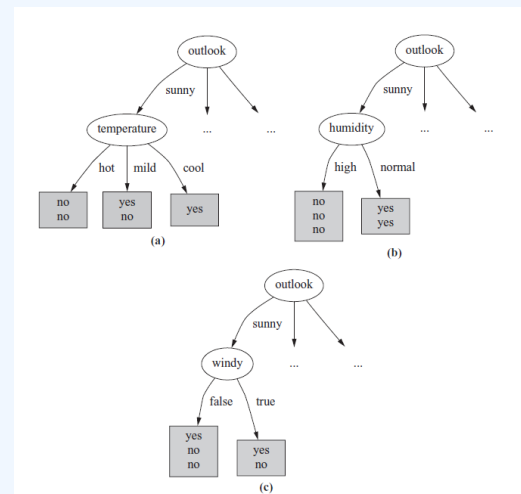 outlook
sunny
temperature
...
...
hot mild cool
no
no
yes
no
yes
(a)
outlook
sunny
humidity
...
...
high normal
no
no
no
yes
yes
(b)
outlook
sunny
windy
...
...
false true
yes
no
no
yes
no
(c)